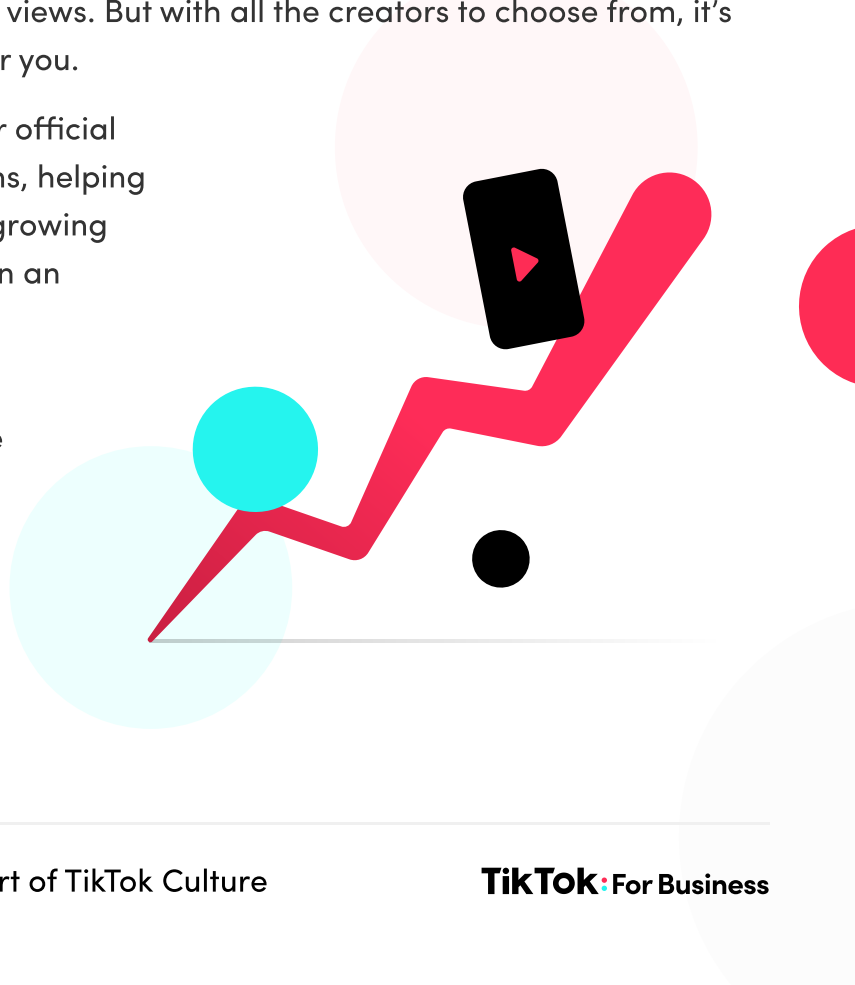 views. But with all the creators to choose from, it's
r you.
r official
ns, helping
growing
n an
e
rt of TikTok Culture
TikTok: For Business